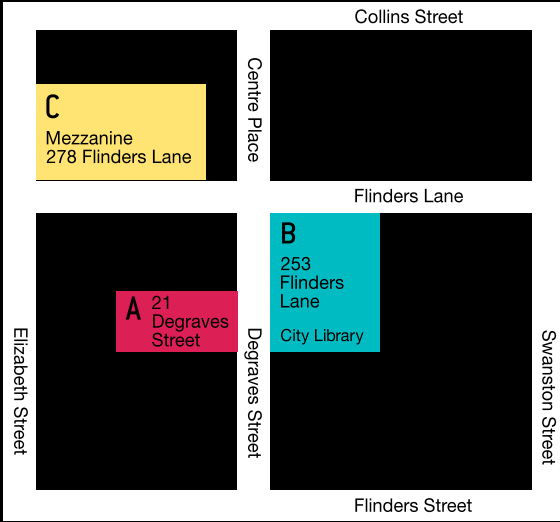 Collins Street
Centre Place
C
Mezzanine
278 Flinders Lane
Flinders Lane
B
253
Flinders
Lane
City Library
A
21
Degraves
Street
Elizabeth Street
Degraves Street
Swanston Street
Flinders Street